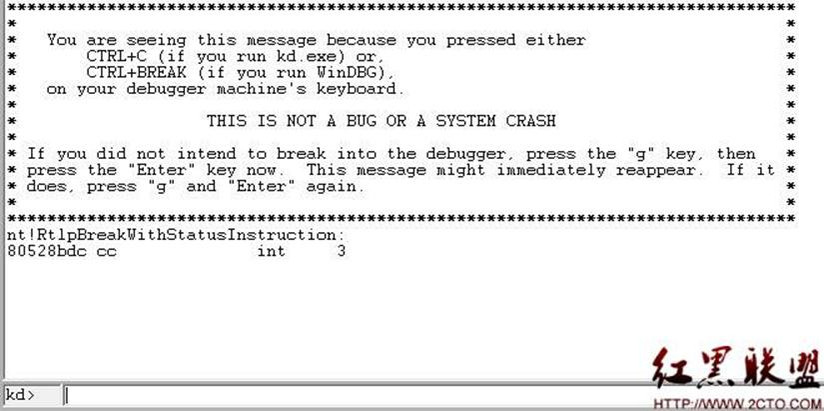 *******************************************************************************
*                                                                             *
*   You are seeing this message because you pressed either                    *
*       CTRL+C (if you run kd.exe) or,                                        *
*       CTRL+BREAK (if you run WinDBG),                                       *
*   on your debugger machine's keyboard.                                      *
*                                                                             *
*                   THIS IS NOT A BUG OR A SYSTEM CRASH                       *
*                                                                             *
* If you did not intend to break into the debugger, press the "g" key, then   *
* press the "Enter" key now.  This message might immediately reappear.  If it *
* does, press "g" and "Enter" again.                                          *
*                                                                             *
*******************************************************************************
nt!RtlpBreakWithStatusInstruction:
80528bdc cc              int     3
红黑联盟
kd>
HTTP://WWW.2CTO.COM